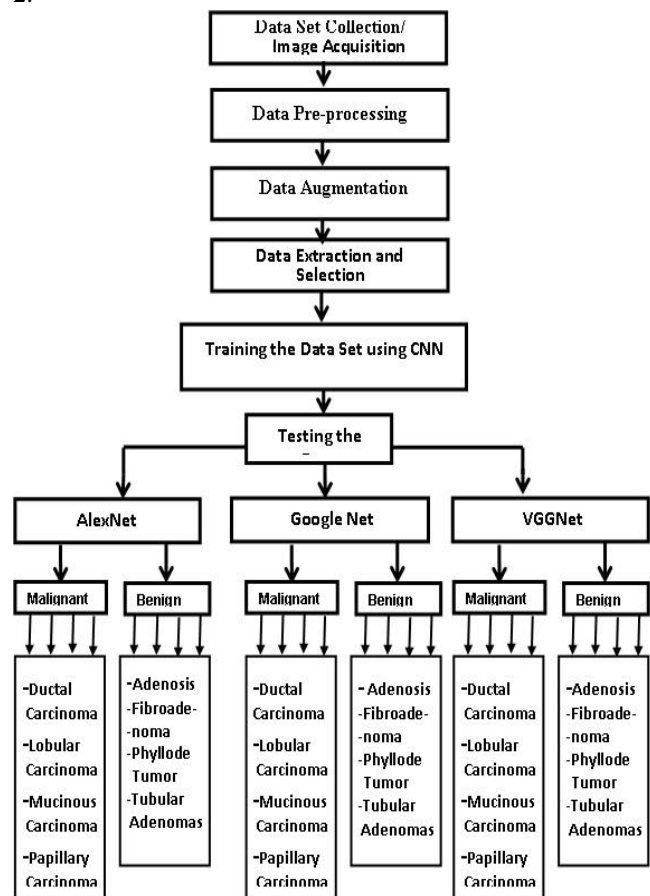 2.
Data Set Collection/
Image Acquisition
Data Pre-processing
Data Augmentation
Data Extraction and
Selection
Training the Data Set using CNN
Testing the
AlexNet
Google Net
VGGNet
Malignant
Benign
Malignant
Benign
Malignant
Benign
-Ductal
Carcinoma
-Lobular
Carcinoma
-Mucinous
Carcinoma
-Papillary
Carcinoma
-Adenosis
-Fibroade-
noma
-Phyllode
Tumor
-Tubular
Adenomas
-Ductal
Carcinoma
-Lobular
Carcinoma
-Mucinous
Carcinoma
-Papillary
Carcinoma
- Adenosis
-Fibroade-
noma
-Phyllode
Tumor
-Tubular
Adenomas
-Ductal
Carcinoma
-Lobular
Carcinoma
-Mucinous
Carcinoma
-Papillary
Carcinoma
-Adenosis
-Fibroade-
noma
-Phyllode
Tumor
-Tubular
Adenomas